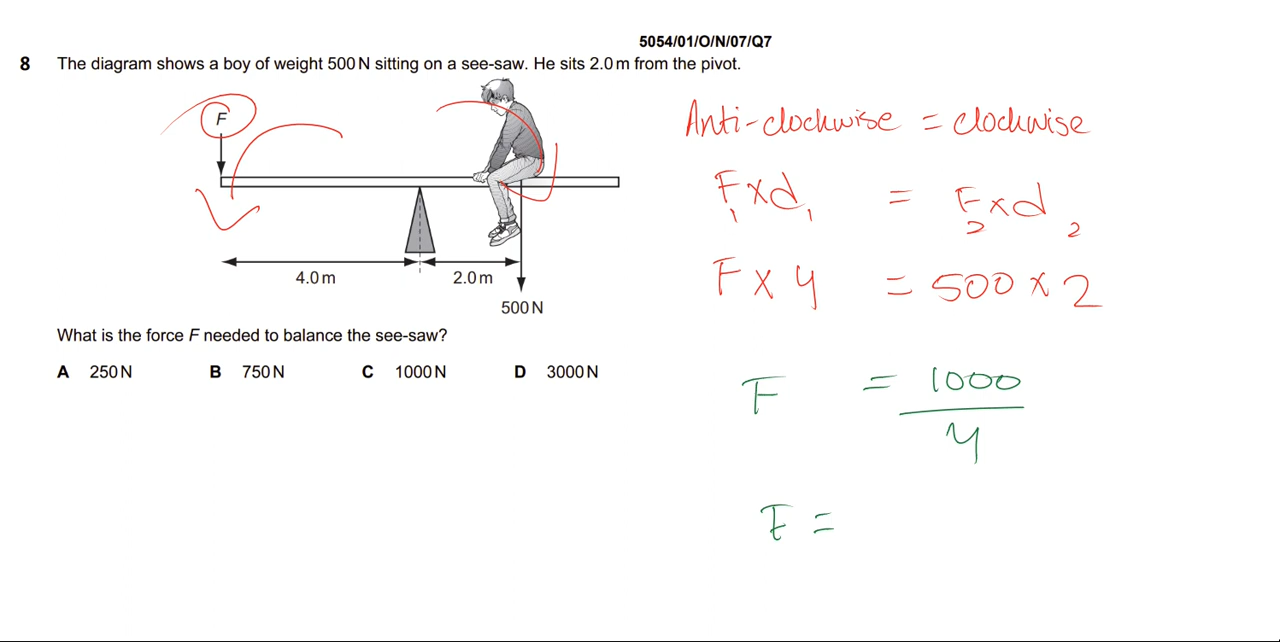 5054/01/O/N/07/Q7
8 The diagram shows a boy of weight 500 N sitting on a see-saw. He sits 2.0 m from the pivot.
F
4.0 m
2.0 m
500 N
What is the force F needed to balance the see-saw?
A 250 N B 750 N C 1000 N D 3000 N
Anti-clockwise = clockwise
F₁ x d₁ = F₂ x d₂
F x 4 = 500 x 2
F = 1000
4
F =